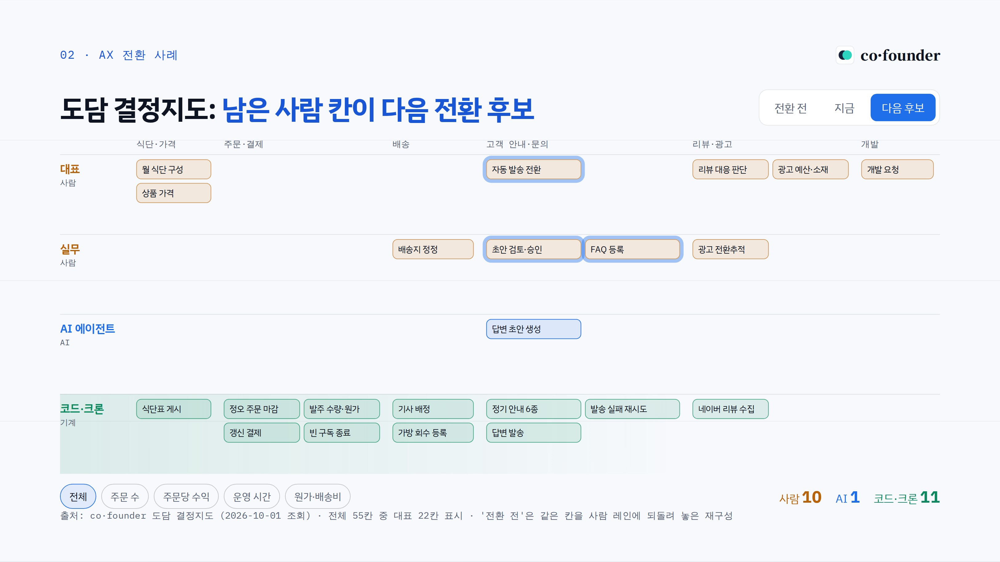 02 · AX 전환 사례
co·founder
도담 결정지도: 남은 사람 칸이 다음 전환 후보
전환 전 지금 다음 후보
식단·가격 주문·결제 배송 고객 안내·문의 리뷰·광고 개발
대표
사람
월 식단 구성 자동 발송 전환 리뷰 대응 판단 광고 예산·소재 개발 요청
상품 가격
실무
사람
배송지 정정 초안 검토·승인 FAQ 등록 광고 전환추적
AI 에이전트
AI
답변 초안 생성
코드·크론
기계
식단표 게시 정오 주문 마감 발주 수량·원가 기사 배정 정기 안내 6종 발송 실패 재시도 네이버 리뷰 수집
갱신 결제 빈 구독 종료 가방 회수 등록 답변 발송
전체 주문 수 주문당 수익 운영 시간 원가·배송비
사람 10 AI 1 코드·크론 11
출처: co·founder 도담 결정지도 (2026-10-01 조회) · 전체 55칸 중 대표 22칸 표시 · '전환 전'은 같은 칸을 사람 레인에 되돌려 놓은 재구성